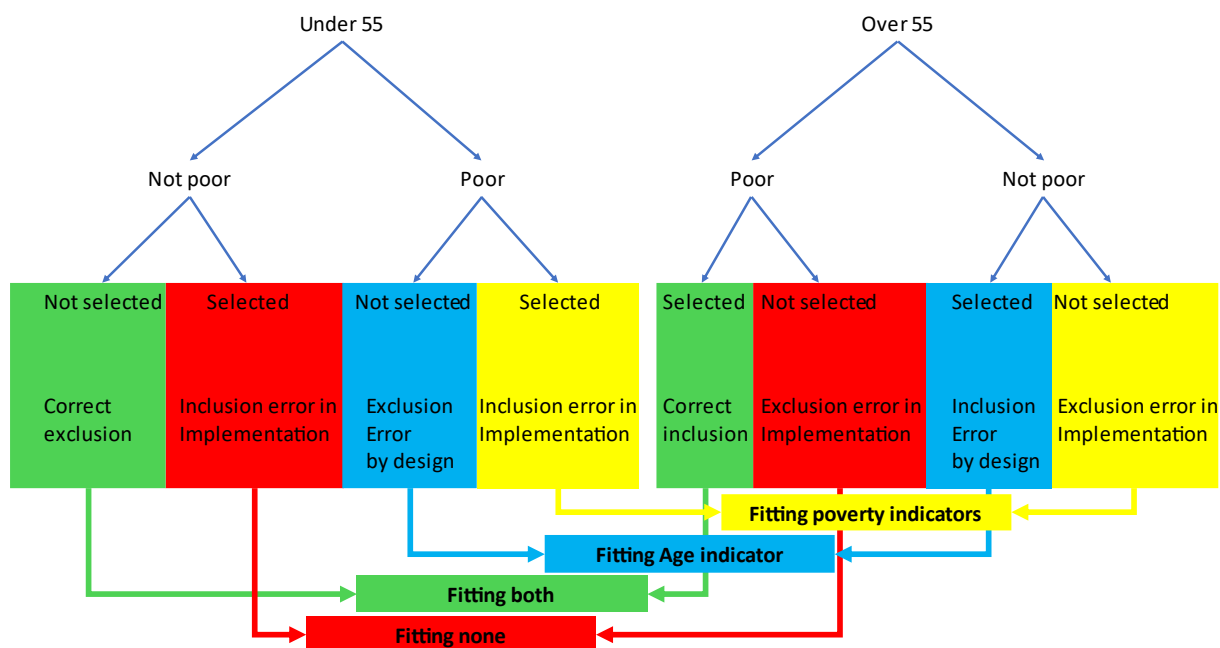 Under 55
Over 55
Not poor
Poor
Poor
Not poor
Not selected
Selected
Not selected
Selected
Selected
Not selected
Selected
Not selected
Correct
exclusion
Inclusion error in
Implementation
Exclusion
Error
by design
Inclusion error in
Implementation
Correct
inclusion
Exclusion error in
Implementation
Inclusion
Error
by design
Exclusion error in
Implementation
Fitting poverty indicators
Fitting Age indicator
Fitting both
Fitting none